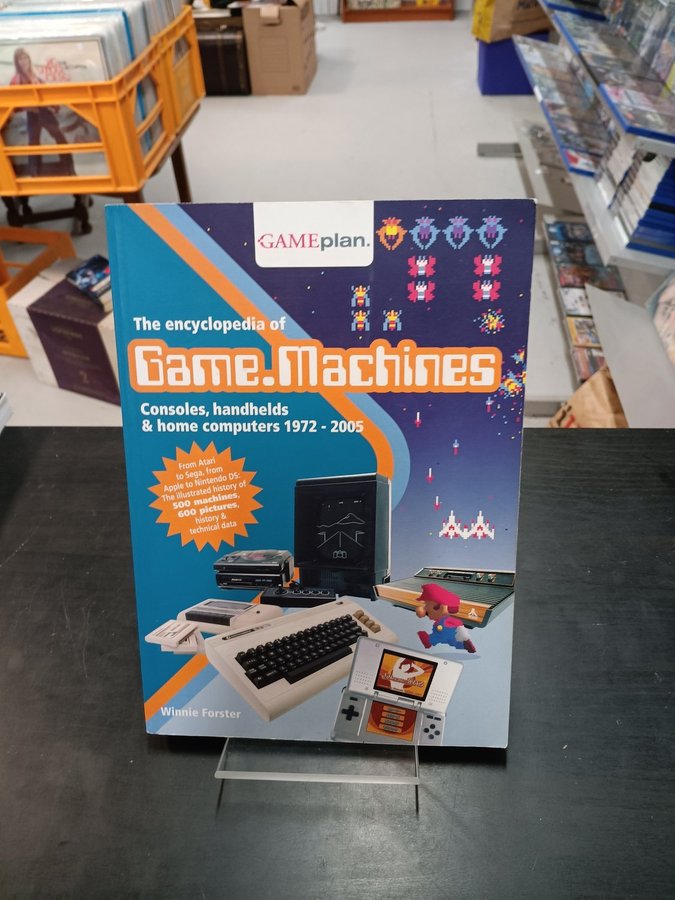 GAMEplan.
The encyclopedia of
Game.Machines
Consoles, handhelds
& home computers 1972 - 2005
From Atari
to Sega, from
Apple to Nintendo DS:
The illustrated history of
500 machines,
600 pictures,
history &
technical data
Winnie Forster